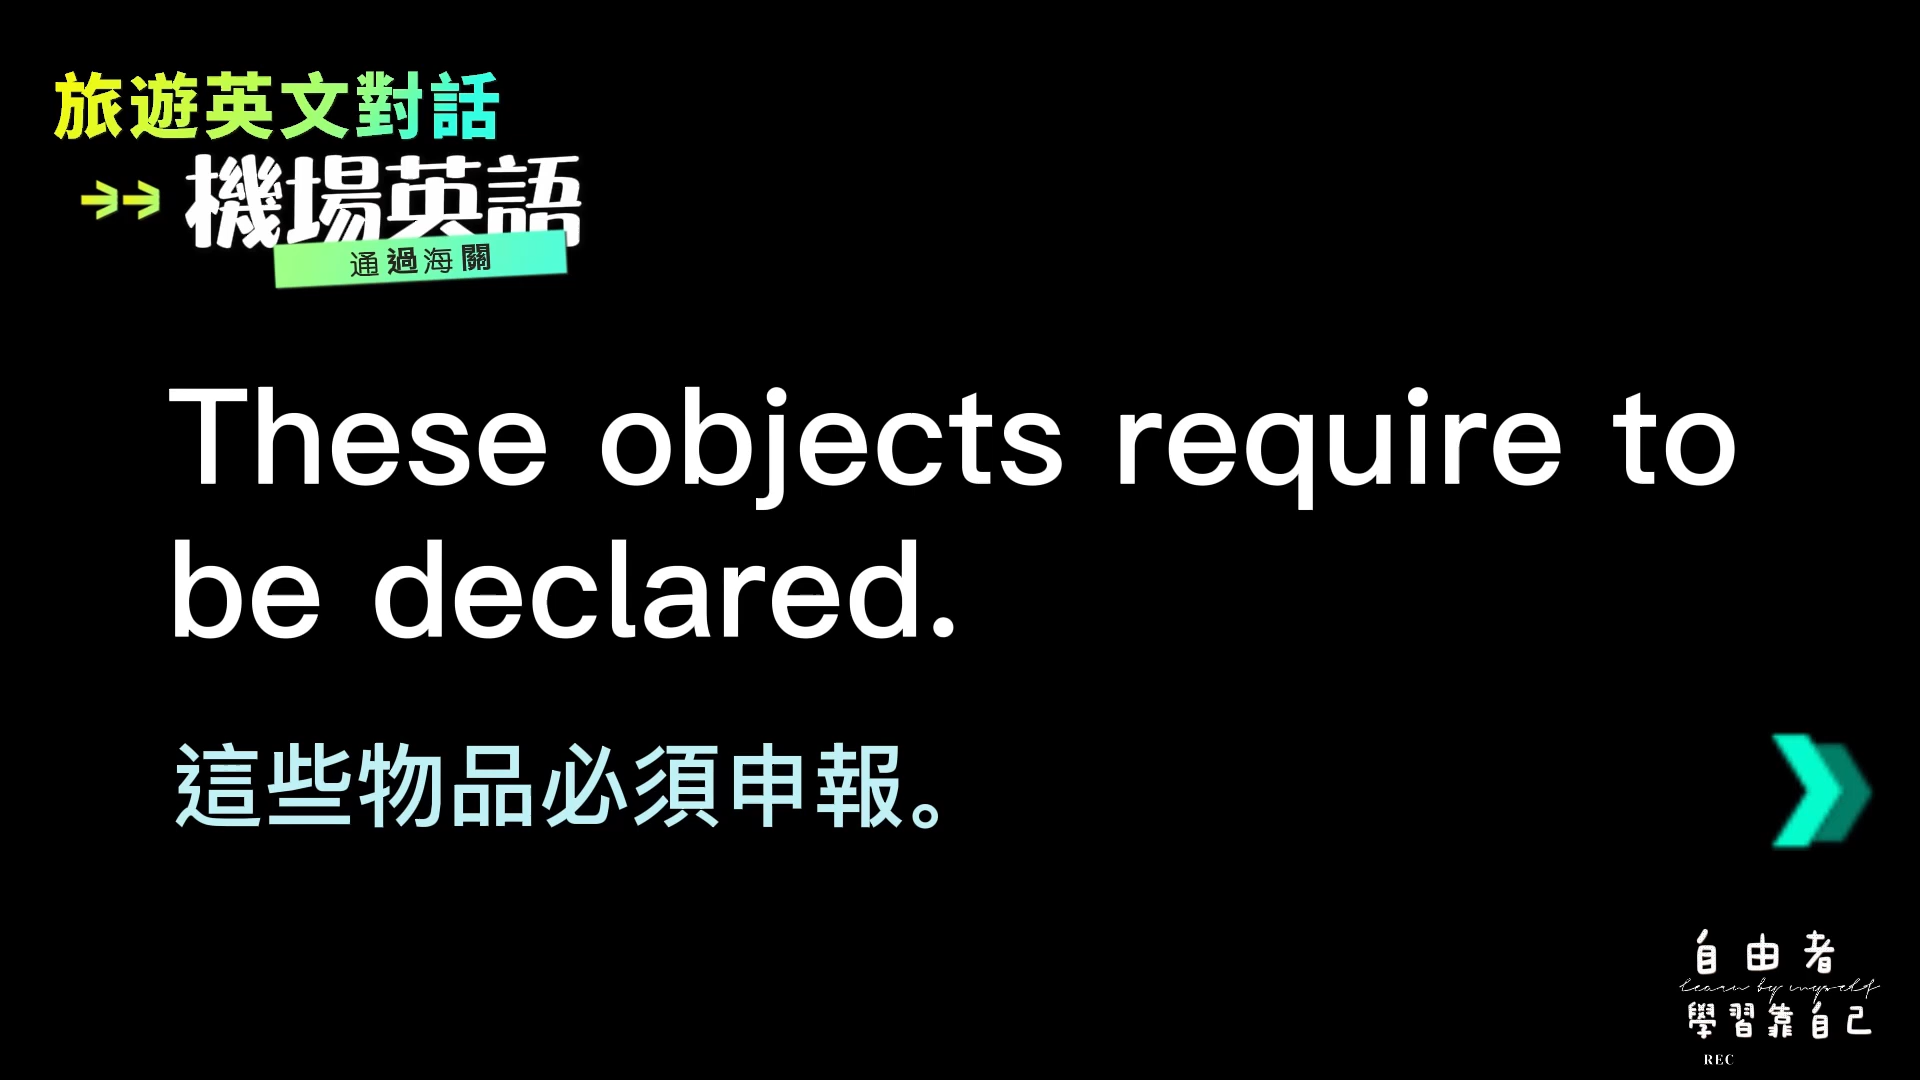 旅遊英文對話
機場英語
通過海關
These objects require to
be declared.
這些物品必須申報。
自由者
learn by myself
學習靠自己
REC